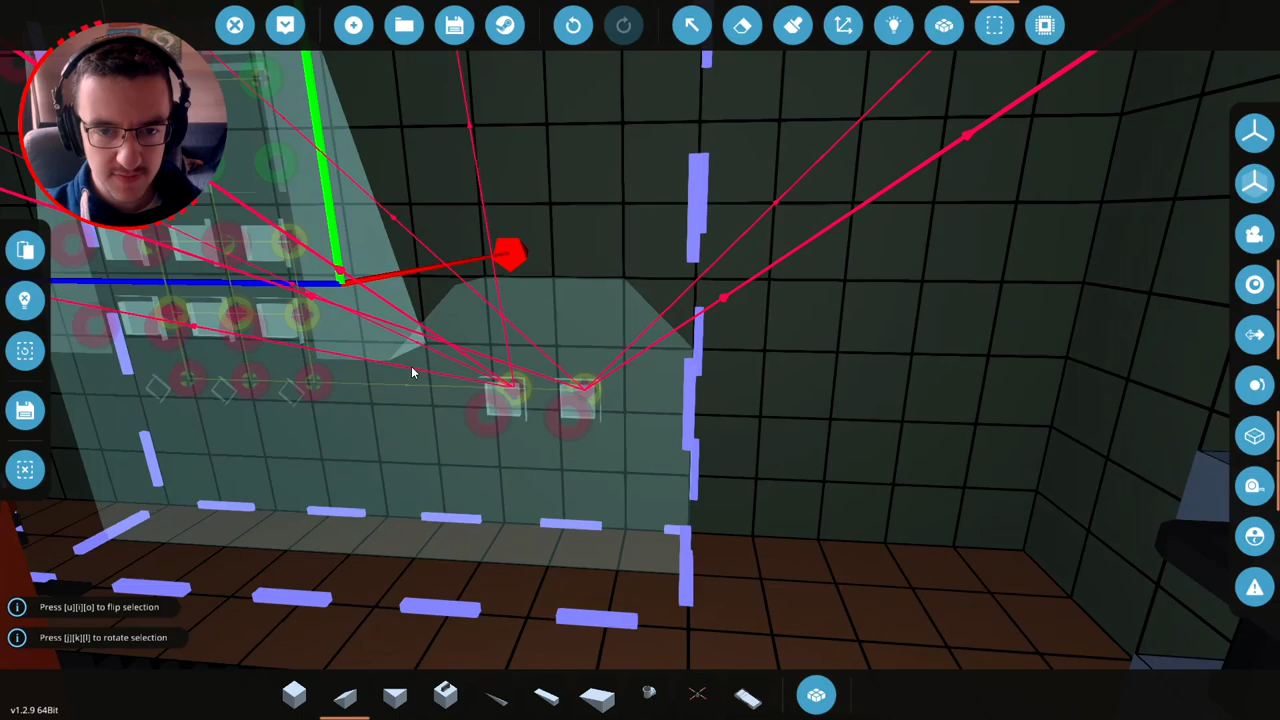 Press [u][i][o] to flip selection
Press [j][k][l] to rotate selection
v1.2.9 64Bit